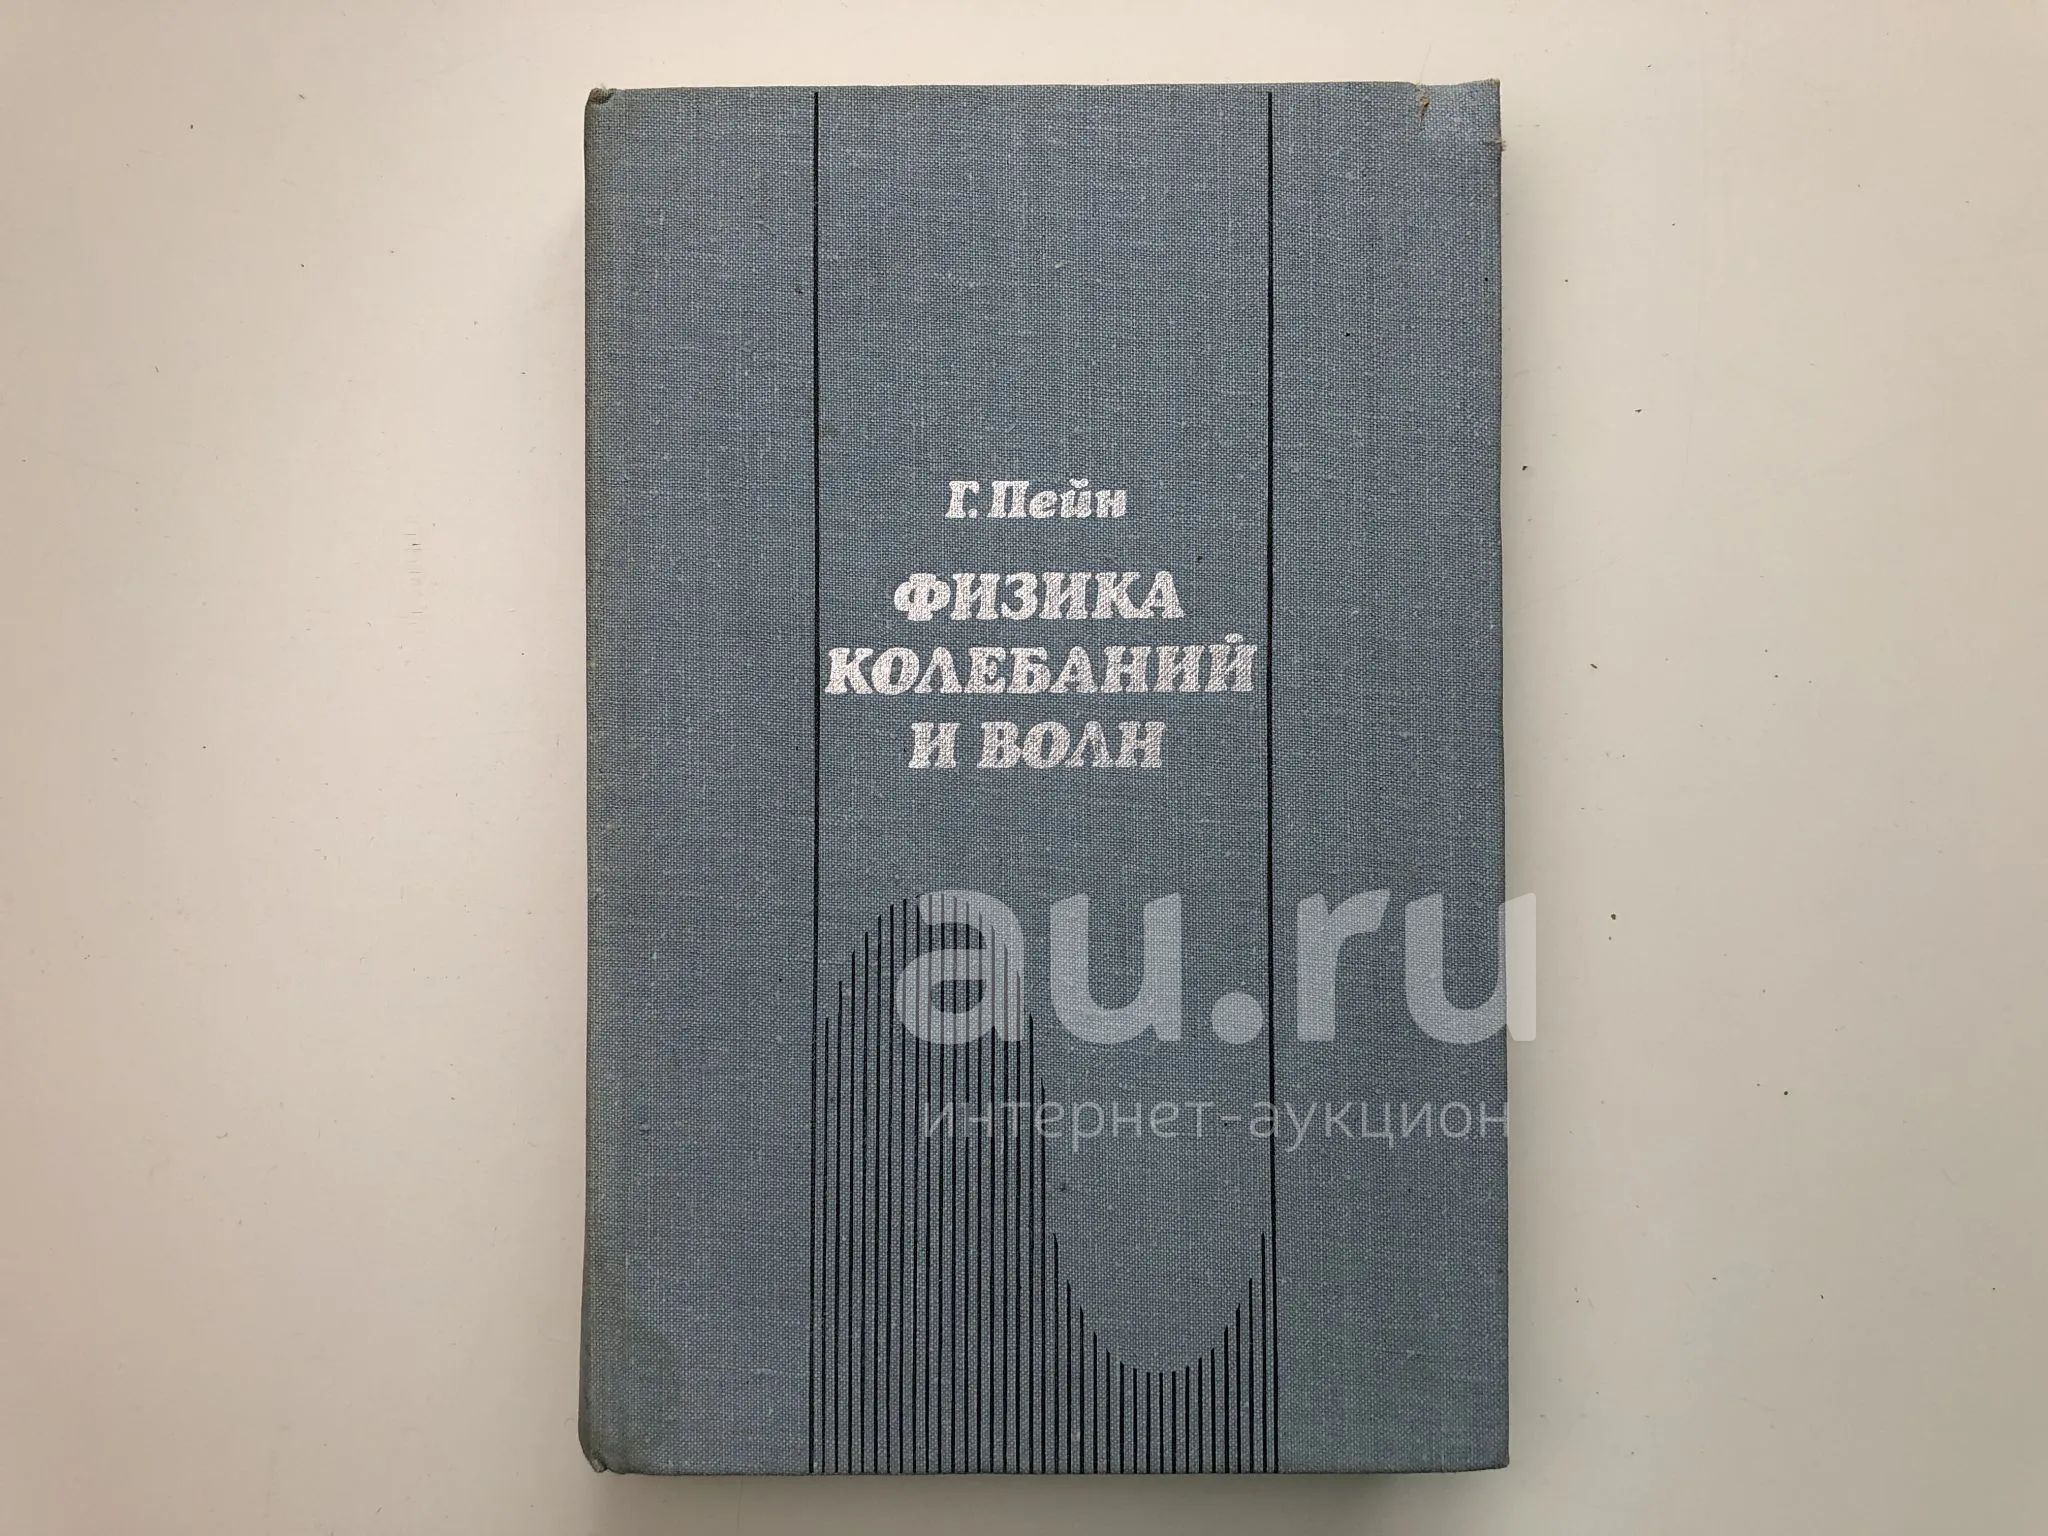 Г. Пейн
ФИЗИКА
КОЛЕБАНИЙ
И ВОЛН
au.ru
интернет-аукцион